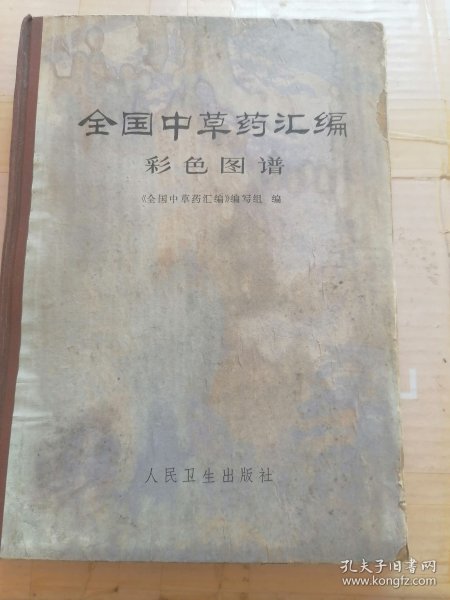 全国中草药汇编
彩色图谱
《全国中草药汇编》编写组 编
人民卫生出版社
孔夫子旧书网
www.kongfz.com